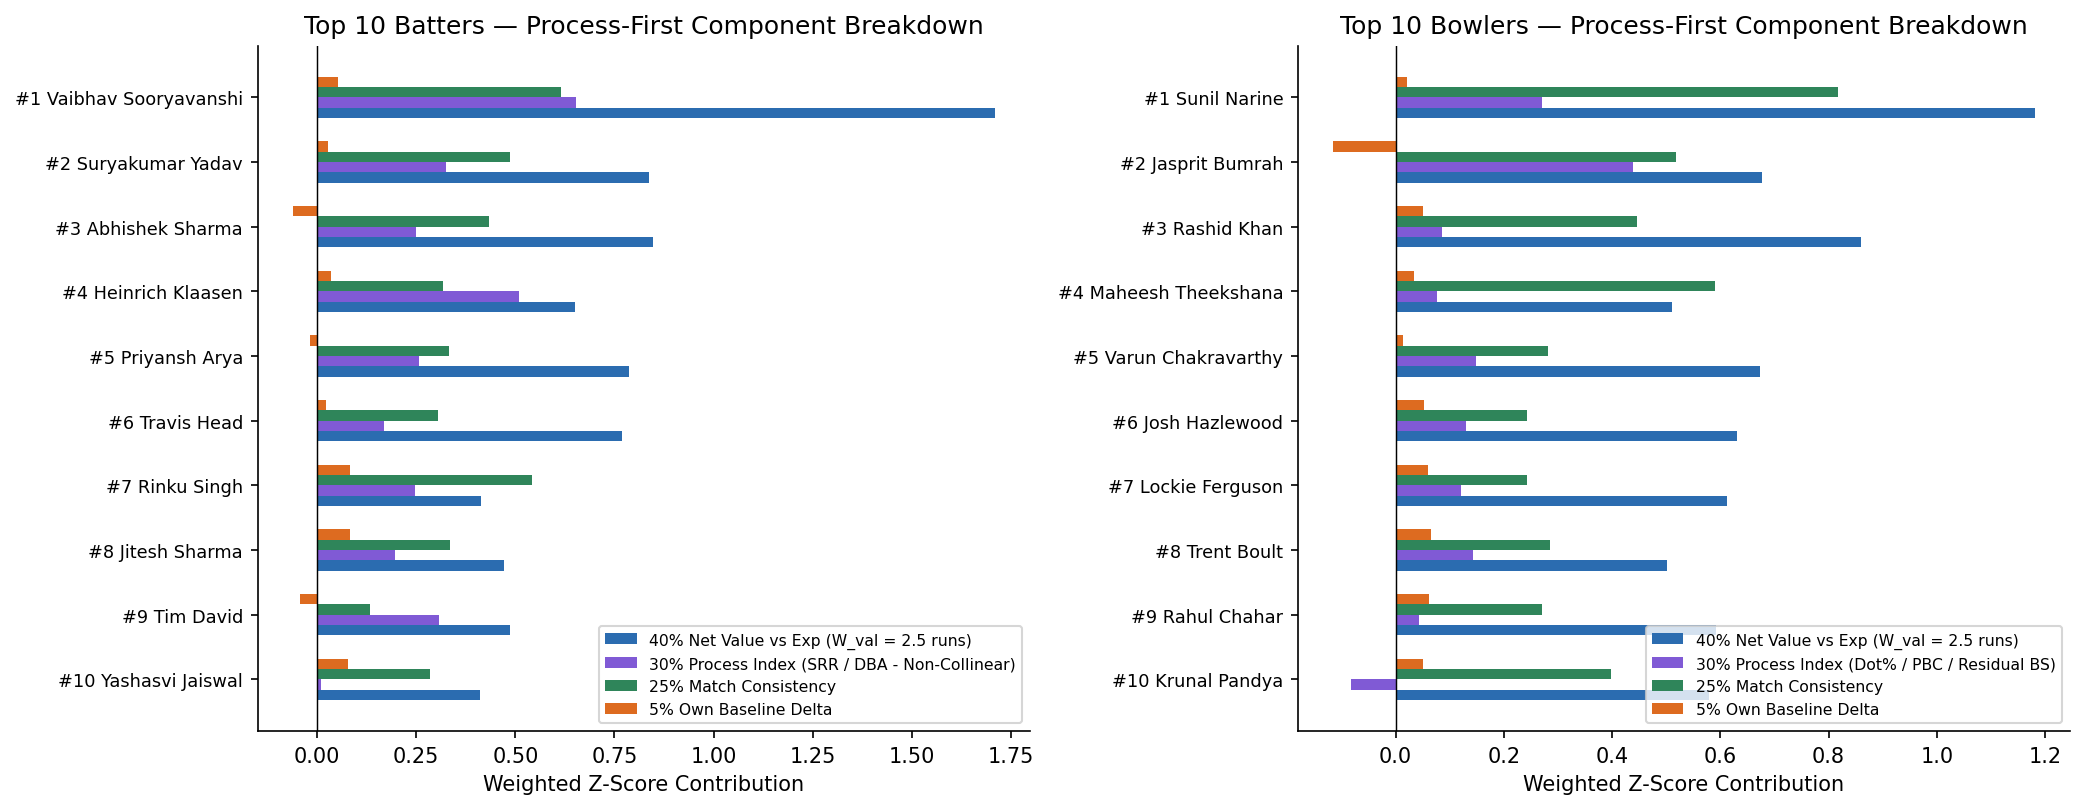 Top 10 Batters — Process-First Component Breakdown
#1 Vaibhav Sooryavanshi
#2 Suryakumar Yadav
#3 Abhishek Sharma
#4 Heinrich Klaasen
#5 Priyansh Arya
#6 Travis Head
#7 Rinku Singh
#8 Jitesh Sharma
#9 Tim David
#10 Yashasvi Jaiswal
40% Net Value vs Exp (W_val = 2.5 runs)
30% Process Index (SRR / DBA - Non-Collinear)
25% Match Consistency
5% Own Baseline Delta
0.00 0.25 0.50 0.75 1.00 1.25 1.50 1.75
Weighted Z-Score Contribution
Top 10 Bowlers — Process-First Component Breakdown
#1 Sunil Narine
#2 Jasprit Bumrah
#3 Rashid Khan
#4 Maheesh Theekshana
#5 Varun Chakravarthy
#6 Josh Hazlewood
#7 Lockie Ferguson
#8 Trent Boult
#9 Rahul Chahar
#10 Krunal Pandya
40% Net Value vs Exp (W_val = 2.5 runs)
30% Process Index (Dot% / PBC / Residual BS)
25% Match Consistency
5% Own Baseline Delta
0.0 0.2 0.4 0.6 0.8 1.0 1.2
Weighted Z-Score Contribution